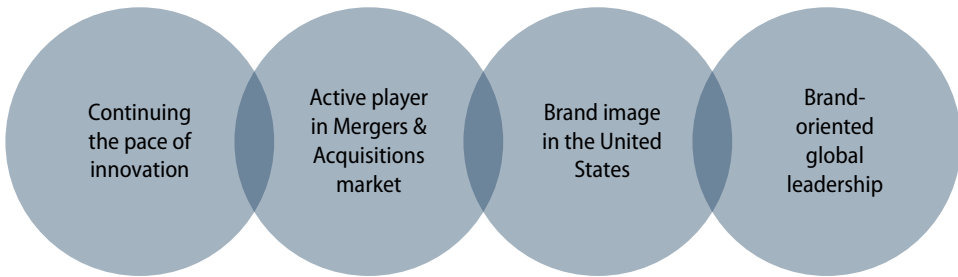 Continuing
the pace of
innovation
Active player
in Mergers &
Acquisitions
market
Brand image
in the United
States
Brand-
oriented
global
leadership